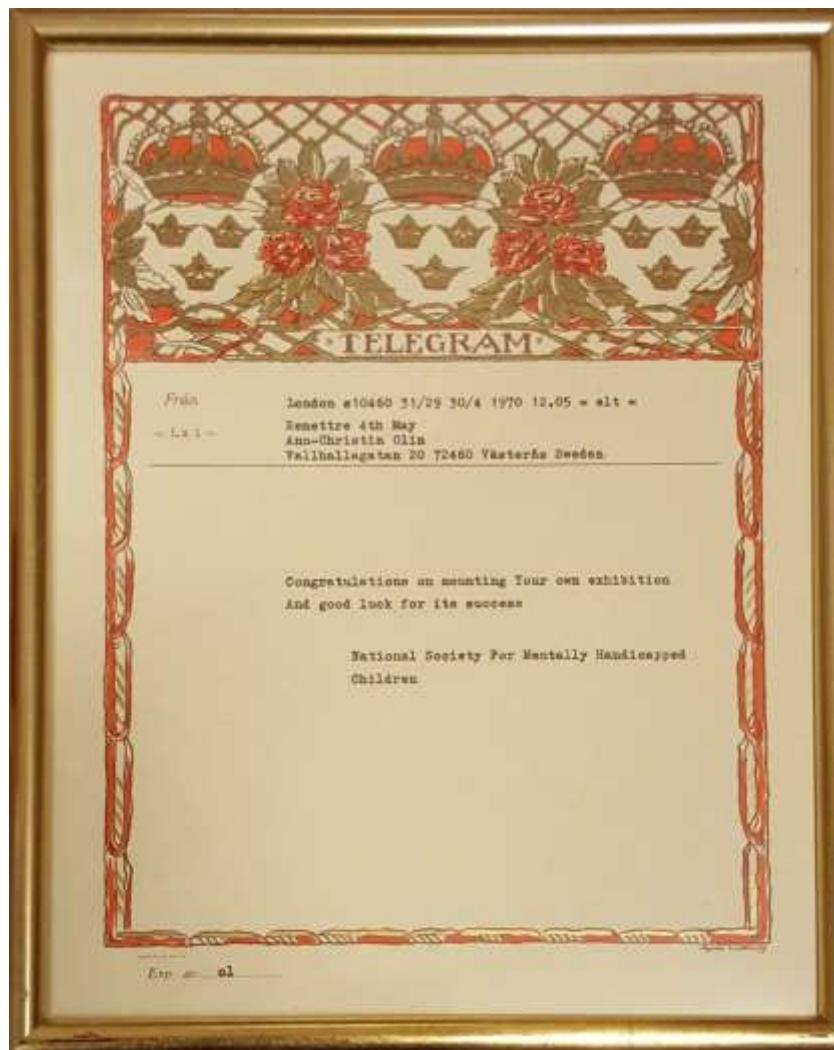 TELEGRAM
Från
London e10460 31/29 30/4 1970 12.05 = elt =
- Lx 1 -
Remettre 4th May
Ann-Christin Olin
Vallhallagatan 20 72460 Västerås Sweden
Congratulations on mounting Your own exhibition
And good luck for its success
National Society For Mentally Handicapped
Children
Exp av ol